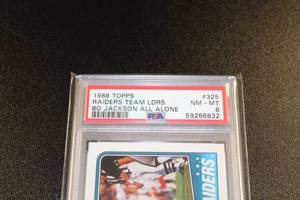 1988 TOPPS #325
RAIDERS TEAM LDRS. NM - MT
BO JACKSON ALL ALONE PSA 8
59266832
RAIDERS